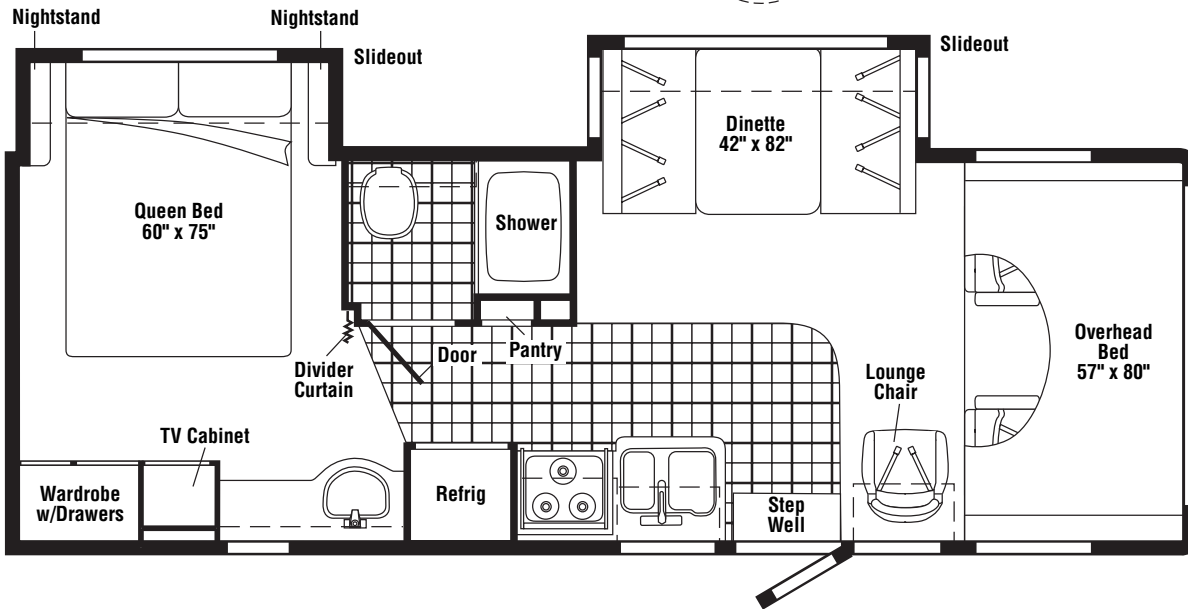 Nightstand
Nightstand
Slideout
Slideout
Dinette
42" x 82"
Queen Bed
60" x 75"
Shower
Overhead
Bed
57" x 80"
Door
Pantry
Divider
Curtain
Lounge
Chair
TV Cabinet
Wardrobe
w/Drawers
Refrig
Step
Well